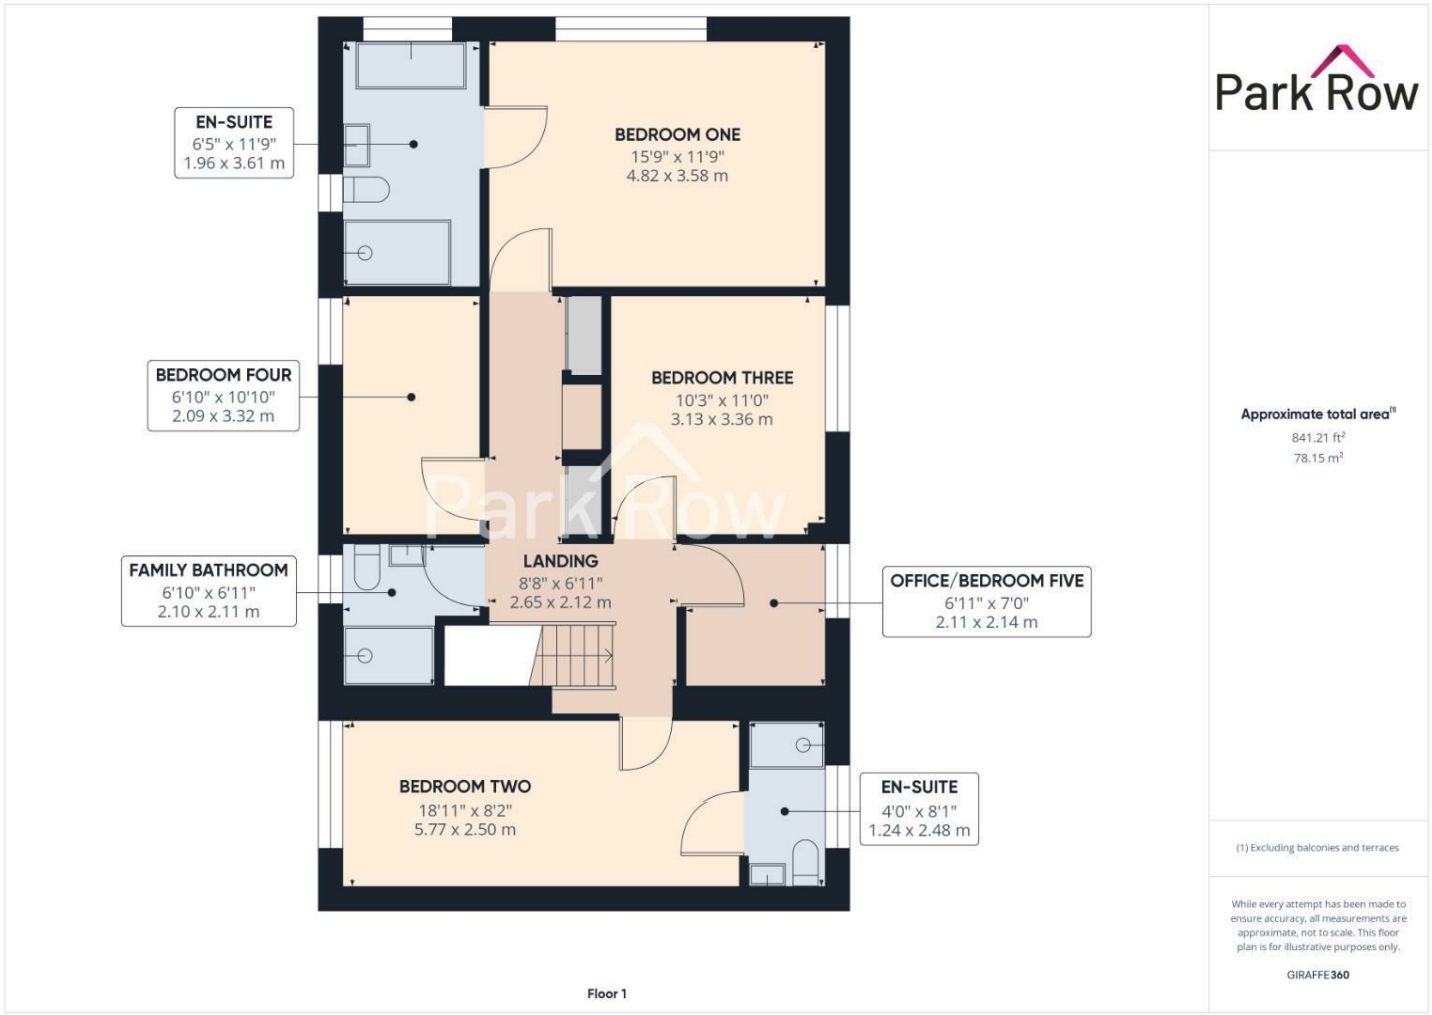 Park Row
EN-SUITE
6'5" x 11'9"
1.96 x 3.61 m
BEDROOM ONE
15'9" x 11'9"
4.82 x 3.58 m
BEDROOM FOUR
6'10" x 10'10"
2.09 x 3.32 m
BEDROOM THREE
10'3" x 11'0"
3.13 x 3.36 m
Approximate total area(1)
841.21 ft²
78.15 m²
Park Row
FAMILY BATHROOM
6'10" x 6'11"
2.10 x 2.11 m
LANDING
8'8" x 6'11"
2.65 x 2.12 m
OFFICE/BEDROOM FIVE
6'11" x 7'0"
2.11 x 2.14 m
BEDROOM TWO
18'11" x 8'2"
5.77 x 2.50 m
EN-SUITE
4'0" x 8'1"
1.24 x 2.48 m
(1) Excluding balconies and terraces
While every attempt has been made to
ensure accuracy, all measurements are
approximate, not to scale. This floor
plan is for illustrative purposes only.
GIRAFFE360
Floor 1